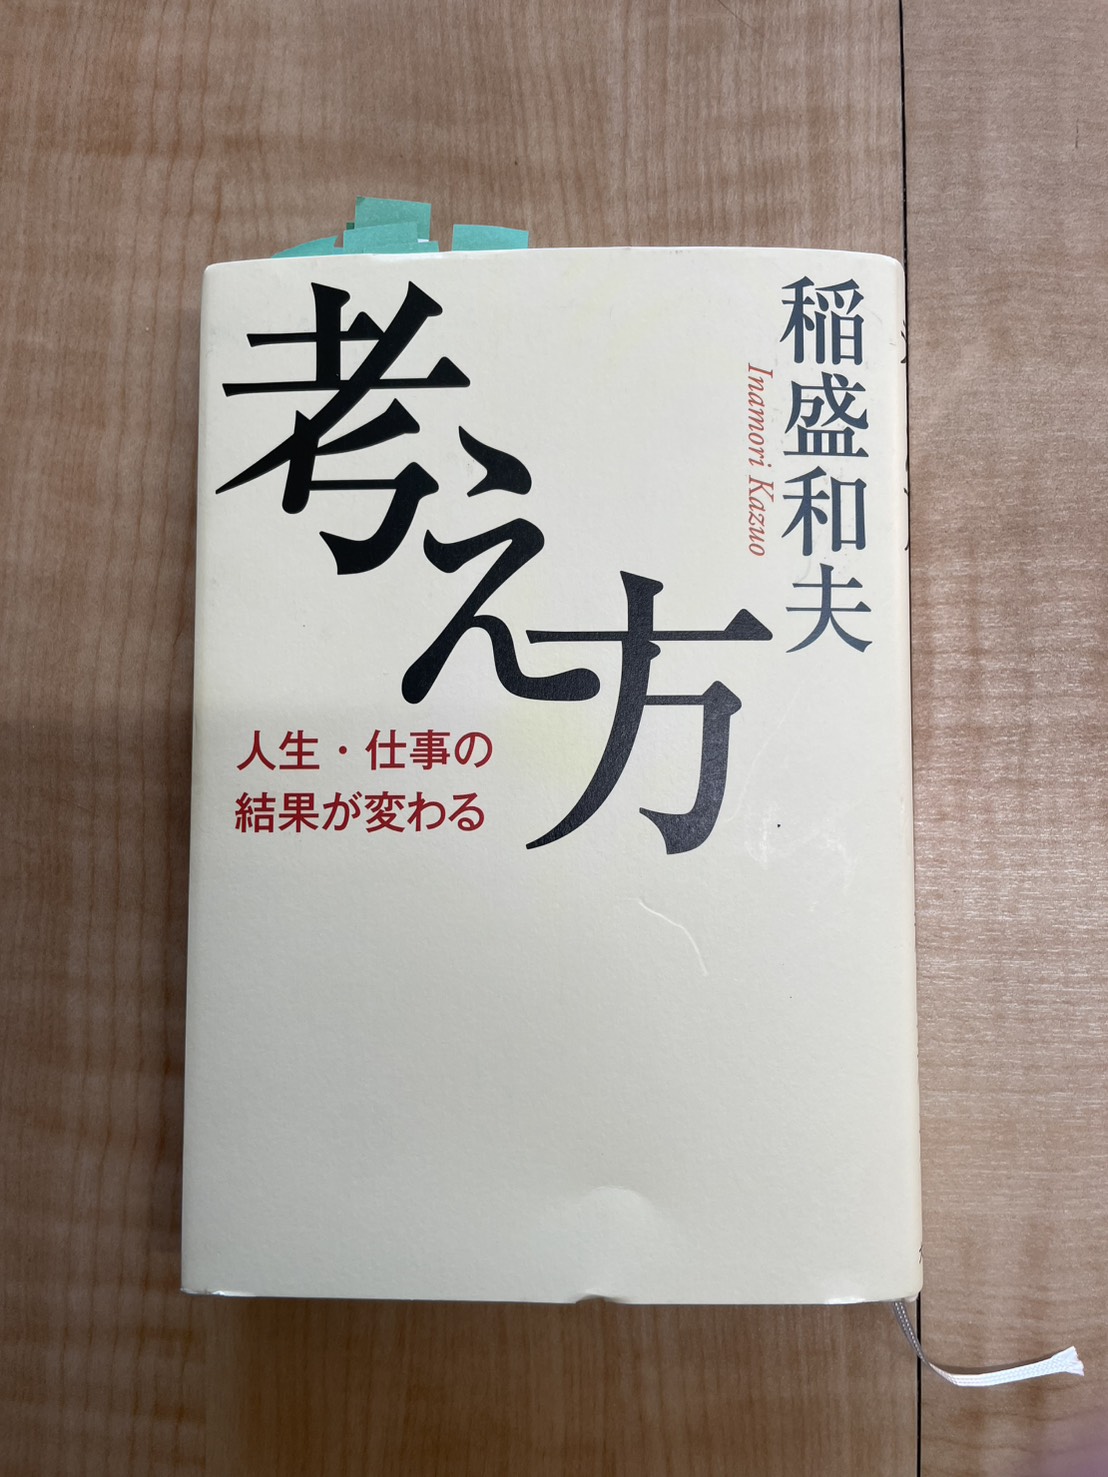 考え方
人生・仕事の
結果が変わる
稲盛和夫
Inamori Kazuo